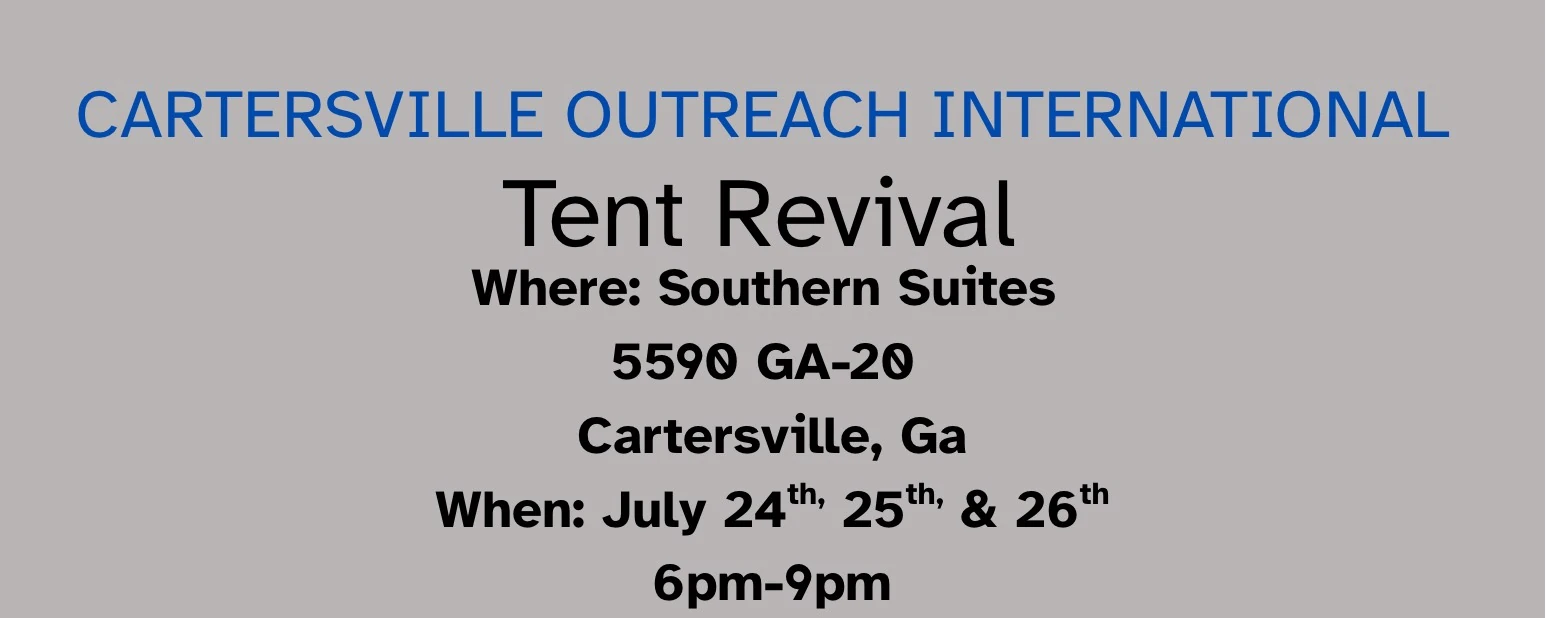 CARTERSVILLE OUTREACH INTERNATIONAL
Tent Revival
Where: Southern Suites
5590 GA-20
Cartersville, Ga
When: July 24th, 25th, & 26th
6pm-9pm